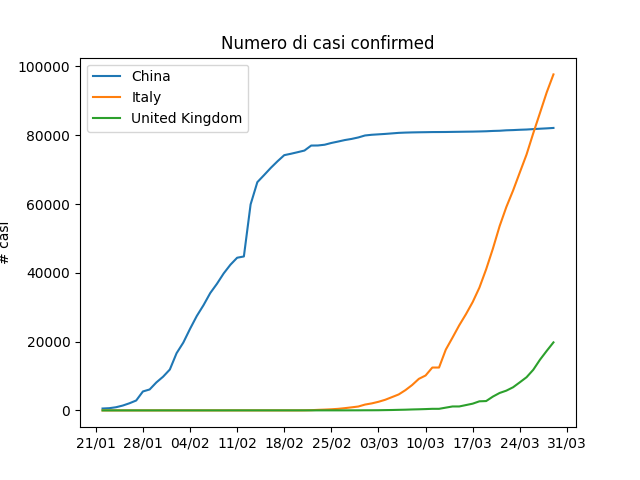 Numero di casi confirmed
China
Italy
United Kingdom
100000
80000
60000
40000
20000
0
# casi
21/01 28/01 04/02 11/02 18/02 25/02 03/03 10/03 17/03 24/03 31/03